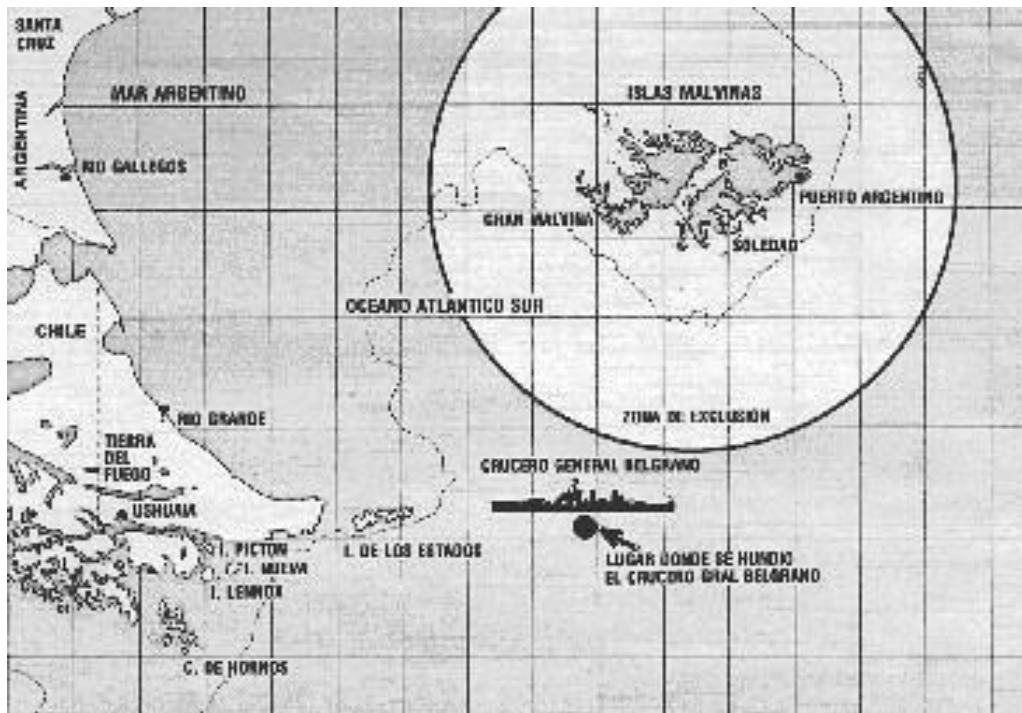 SANTA
CRUZ
ARGENTINA
MAR ARGENTINO
RIO GALLEGOS
ISLAS MALVINAS
PUERTO ARGENTINO
GRAN MALVINA
SOLEDAD
OCEANO ATLANTICO SUR
CHILE
ZONA DE EXCLUSIÓN
RIO GRANDE
TIERRA
DEL
FUEGO
CRUCERO GENERAL BELGRANO
USHUAIA
I. PICTON
I. NUEVA
I. LENNOX
I. DE LOS ESTADOS
LUGAR DONDE SE HUNDIO
EL CRUCERO GRAL BELGRANO
C. DE HORNOS